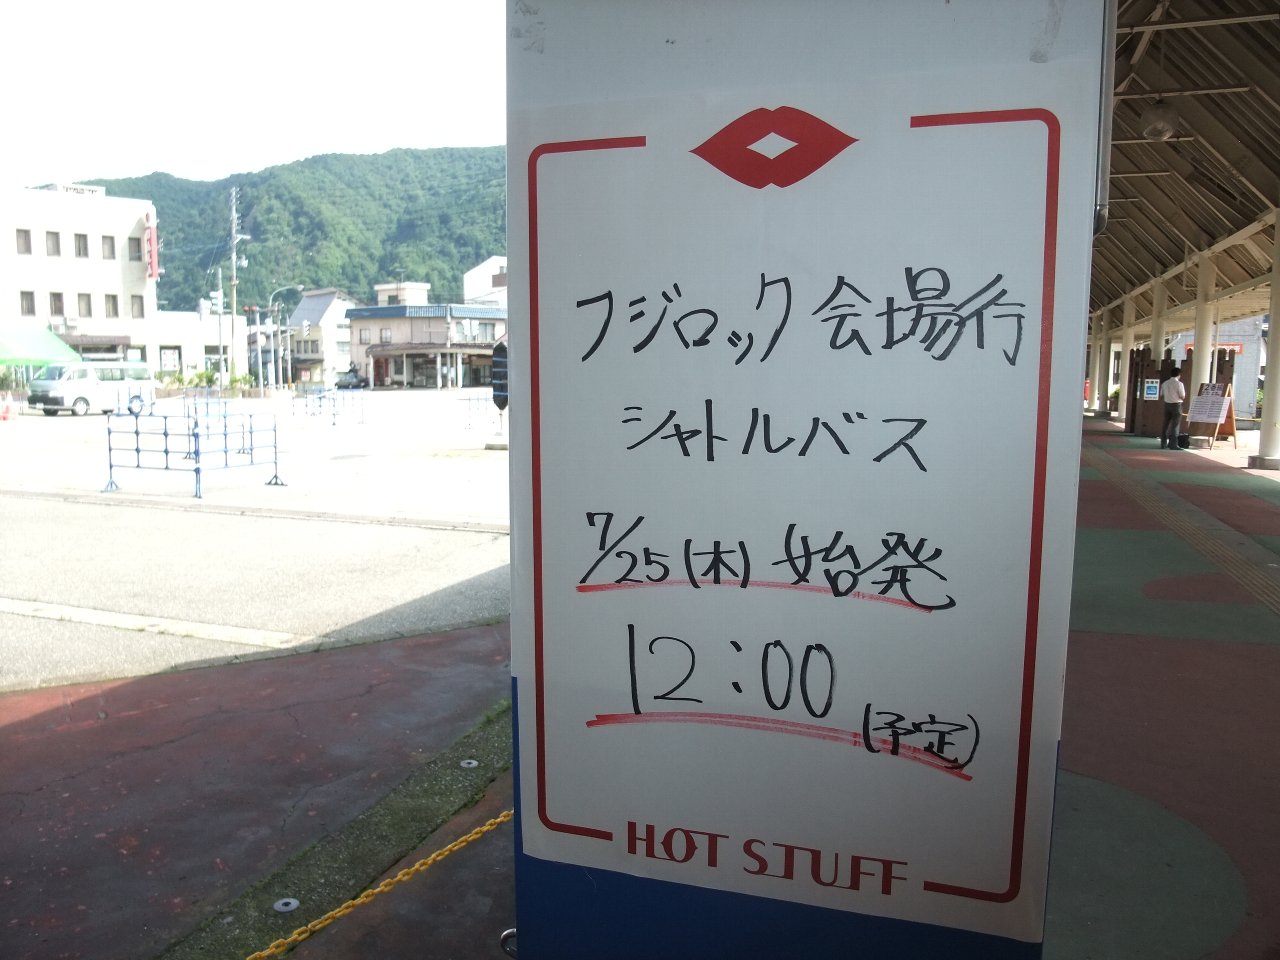 フジロック会場行
シャトルバス
7/25(木) 始発
12:00
(予定)
HOT STUFF